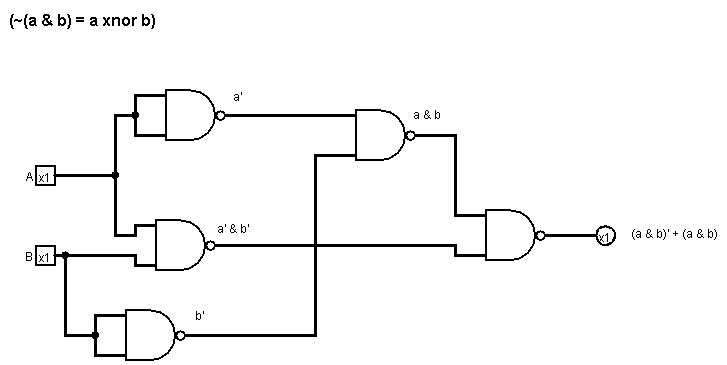 (~(a & b) = a xnor b)
a'
a & b
A x1
a' & b'
x1 (a & b)' + (a & b)
B x1
b'